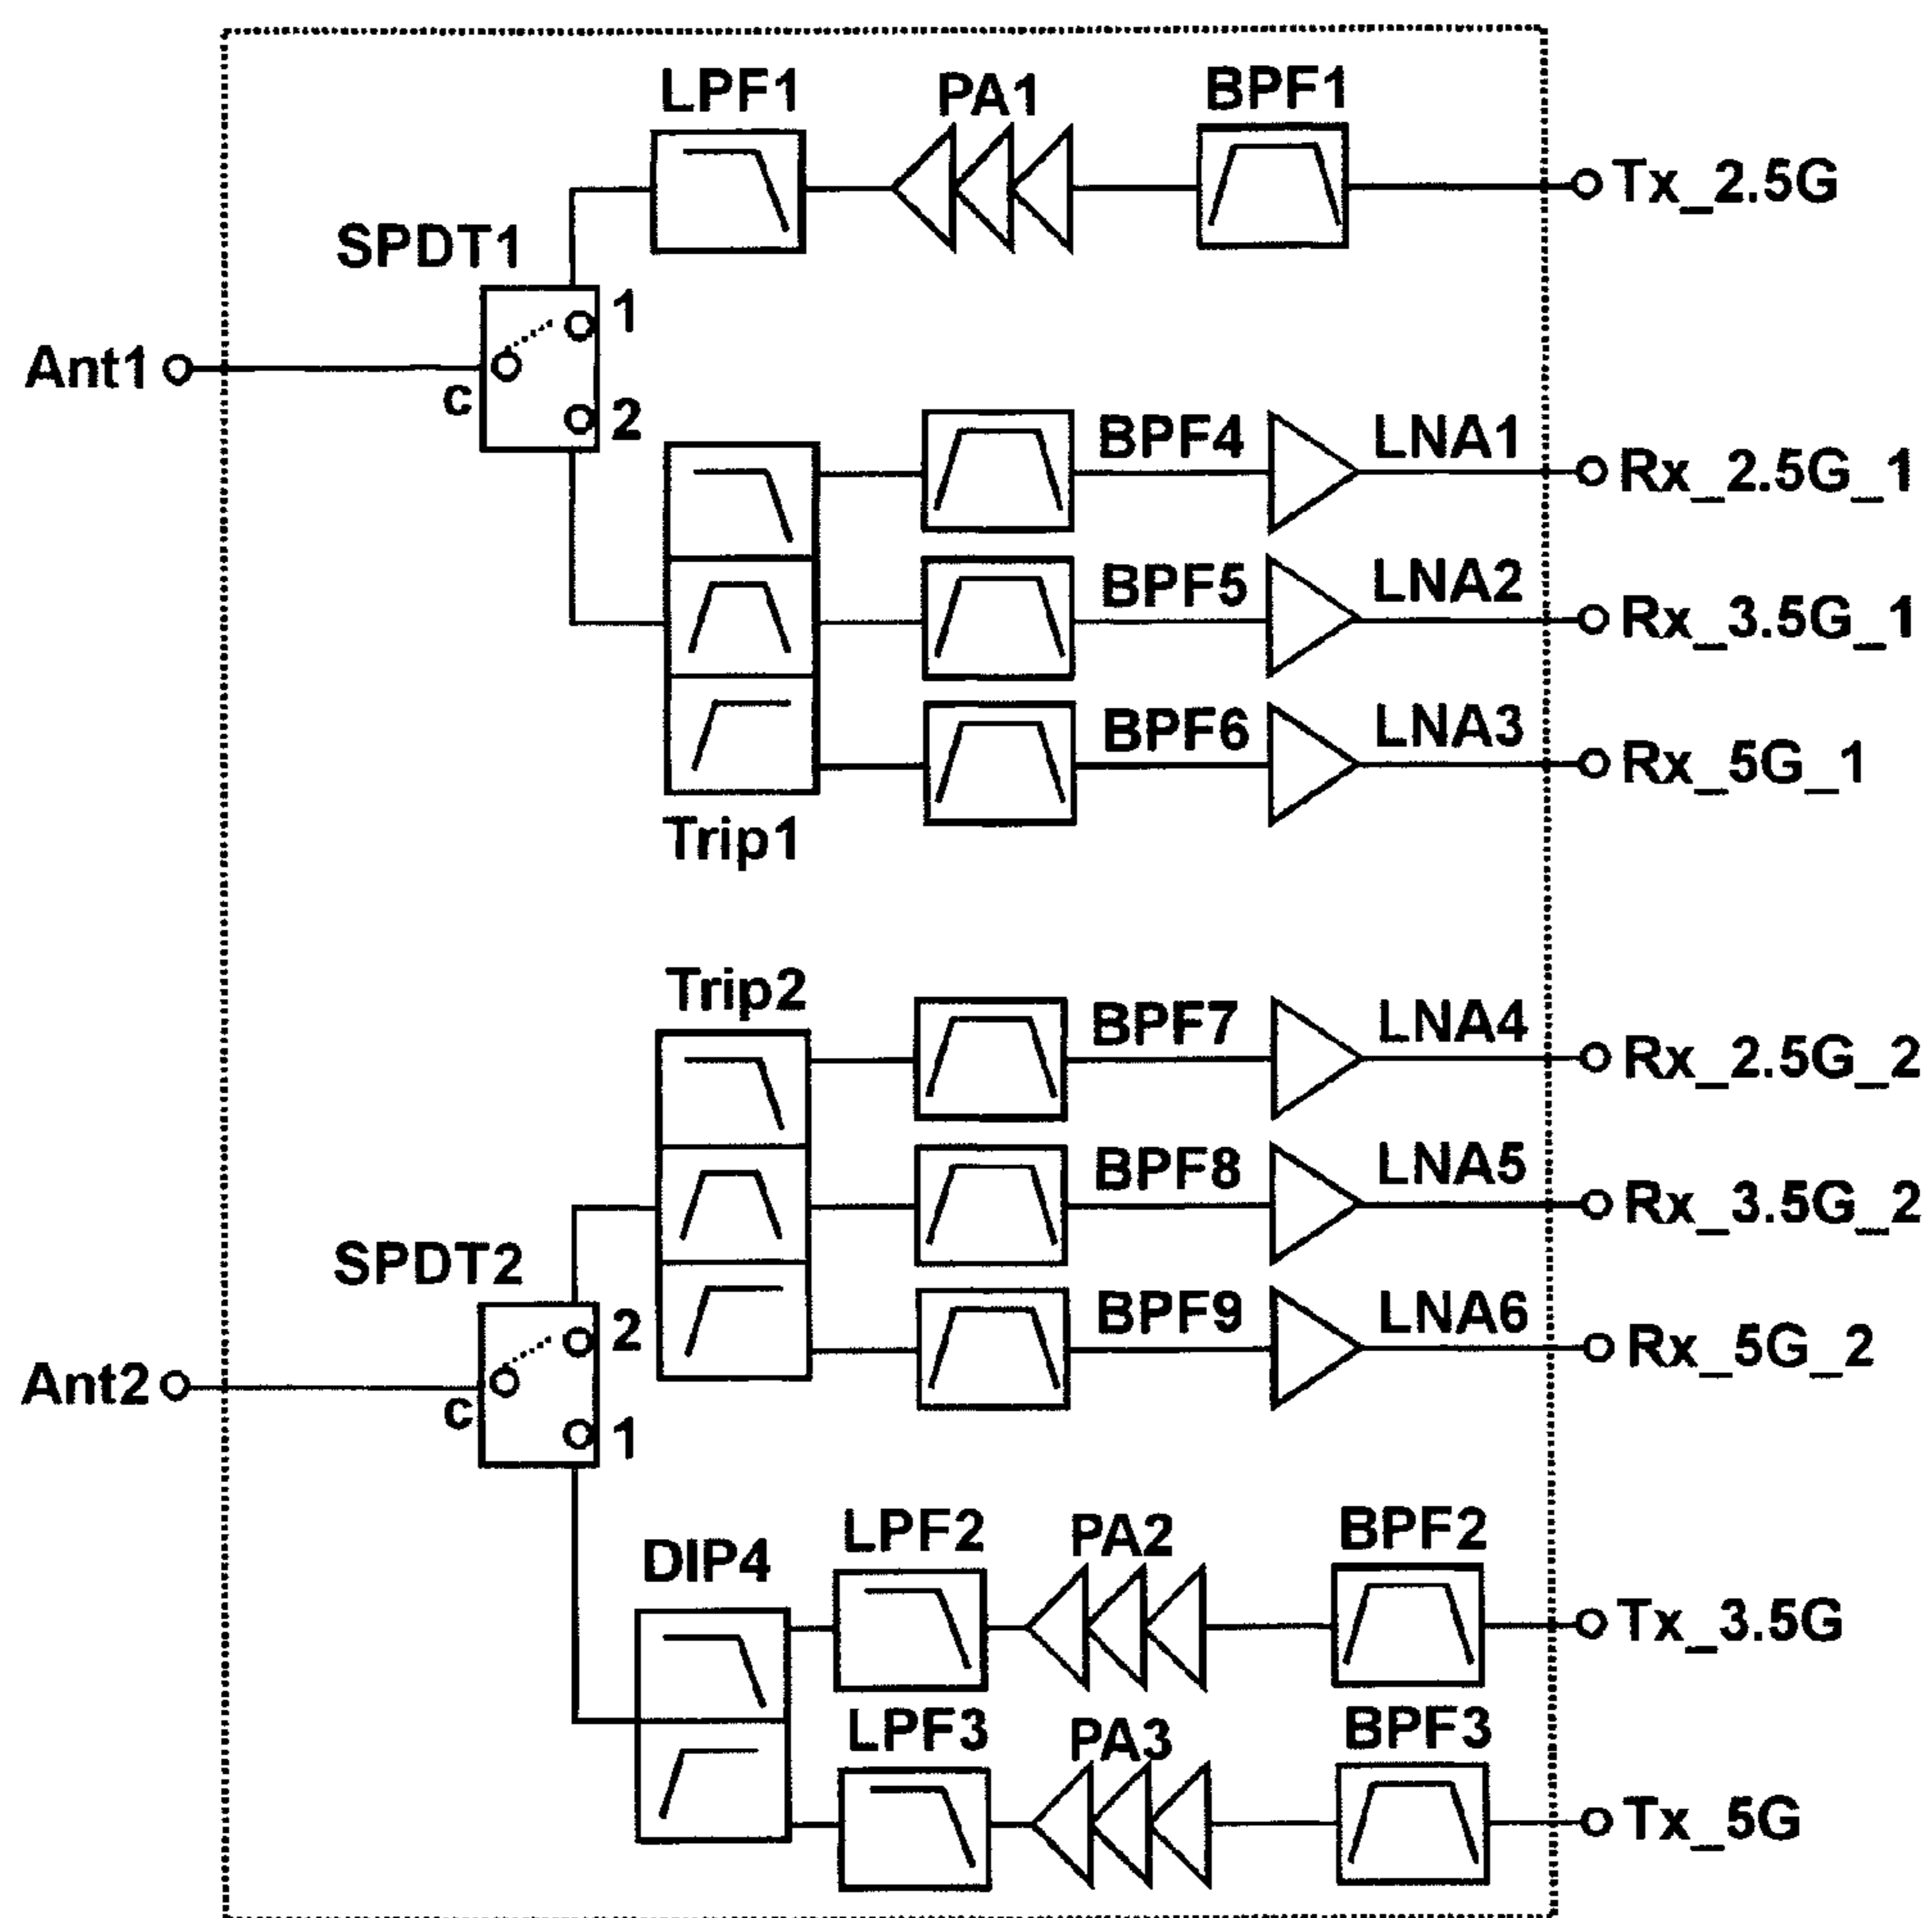 LPF1 PA1 BPF1
Tx_2.5G
SPDT1
1
Ant1
c
2
BPF4 LNA1 Rx_2.5G_1
BPF5 LNA2 Rx_3.5G_1
BPF6 LNA3 Rx_5G_1
Trip1
Trip2
BPF7 LNA4 Rx_2.5G_2
BPF8 LNA5 Rx_3.5G_2
SPDT2
BPF9 LNA6 Rx_5G_2
2
Ant2
c
1
DIP4 LPF2 PA2 BPF2
Tx_3.5G
LPF3 PA3 BPF3
Tx_5G